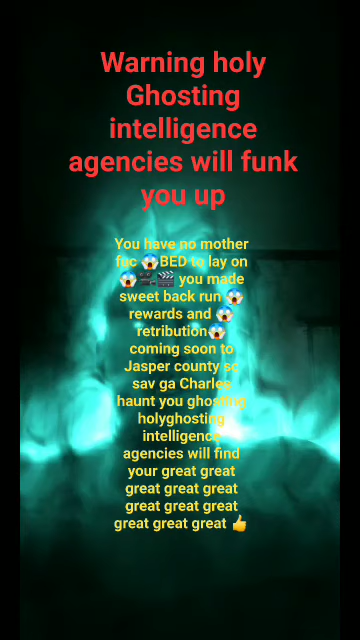 Warning holy
Ghosting
intelligence
agencies will funk
you up
You have no mother
fuc 😱BED to lay on
😱🎥🎬 you made
sweet back run 😱
rewards and 😱
retribution😱
coming soon to
Jasper county sc
sav ga Charles
haunt you ghosting
holyghosting
intelligence
agencies will find
your great great
great great great
great great great
great great great 👍